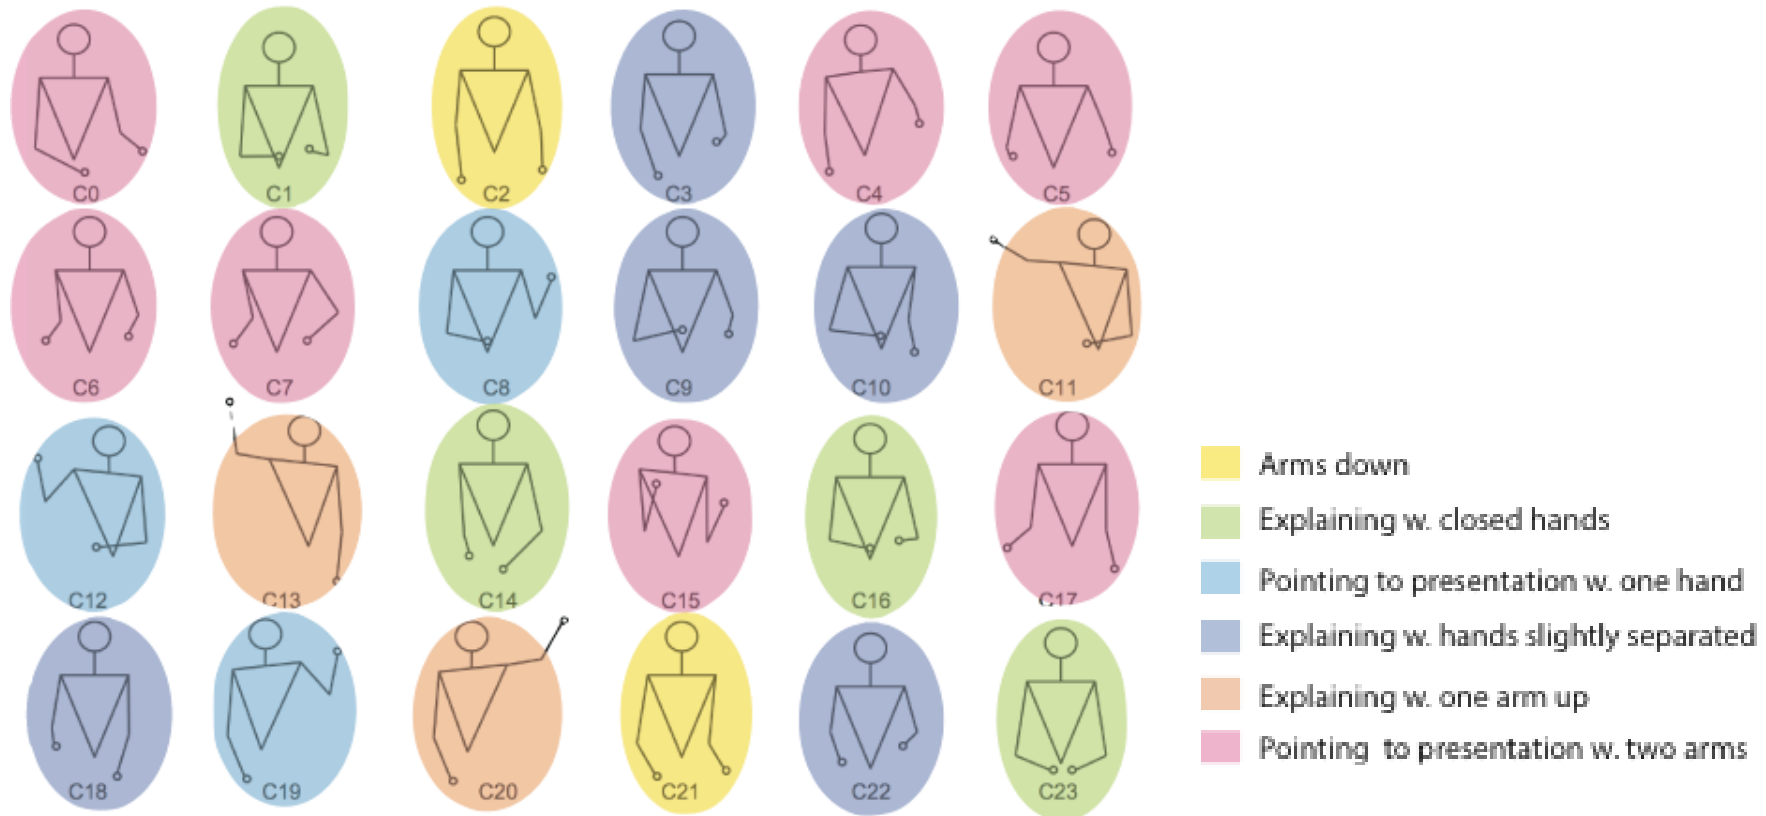 C0 C1 C2 C3 C4 C5
C6 C7 C8 C9 C10 C11
C12 C13 C14 C15 C16 C17
C18 C19 C20 C21 C22 C23
Arms down
Explaining w. closed hands
Pointing to presentation w. one hand
Explaining w. hands slightly separated
Explaining w. one arm up
Pointing to presentation w. two arms